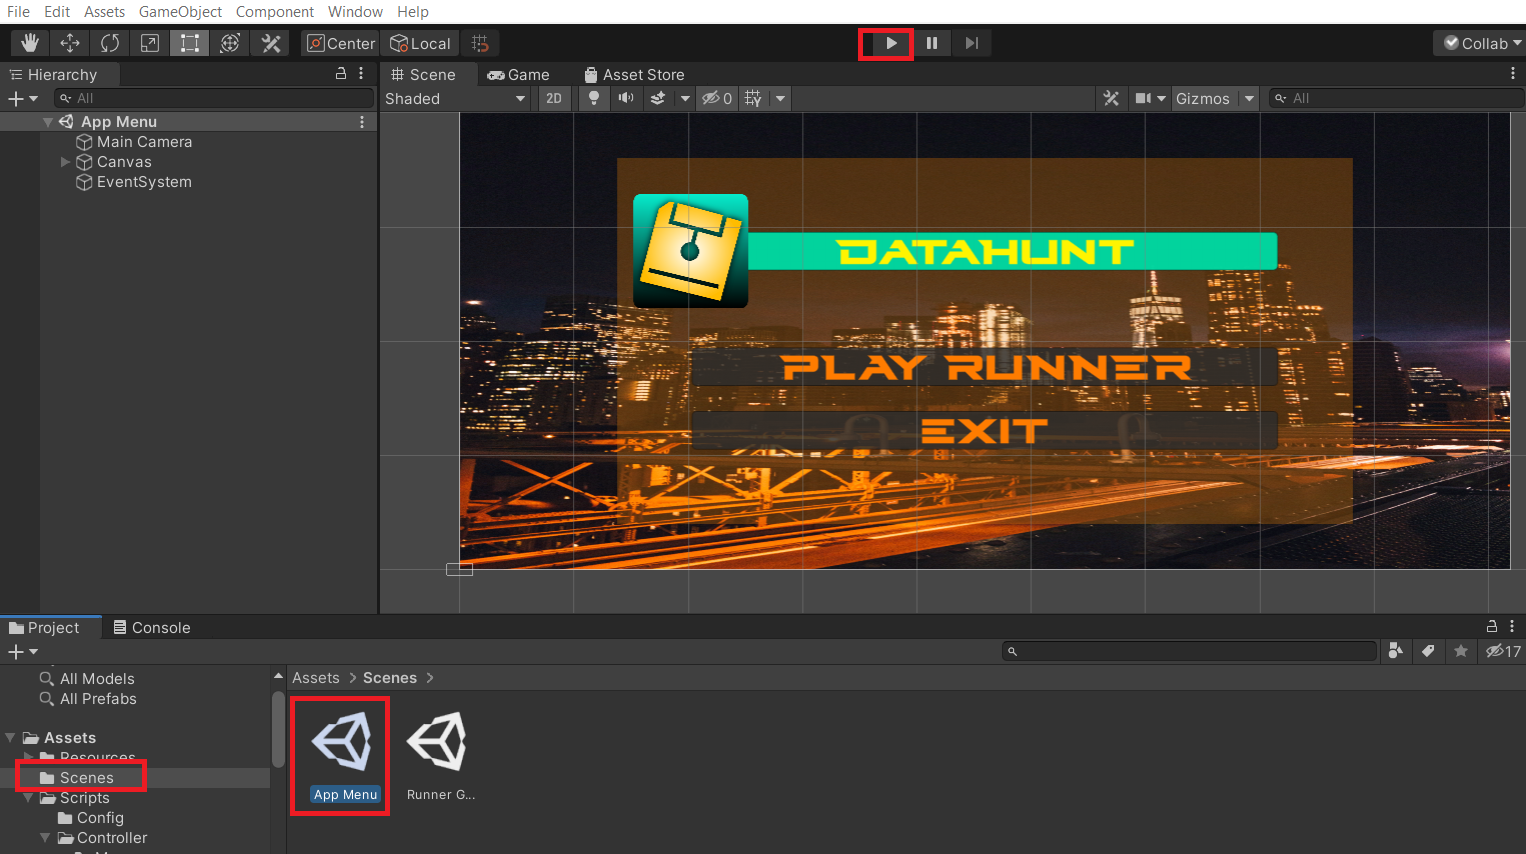 File Edit Assets GameObject Component Window Help
Center Local Collab
Hierarchy
All
App Menu
Main Camera
Canvas
EventSystem
Scene Game Asset Store
Shaded 2D 0 Gizmos All
DATAHUNT
PLAY RUNNER
EXIT
Project Console
17
All Models
All Prefabs
Assets
Resources
Scenes
Scripts
Config
Controller
Assets > Scenes >
App Menu Runner G...